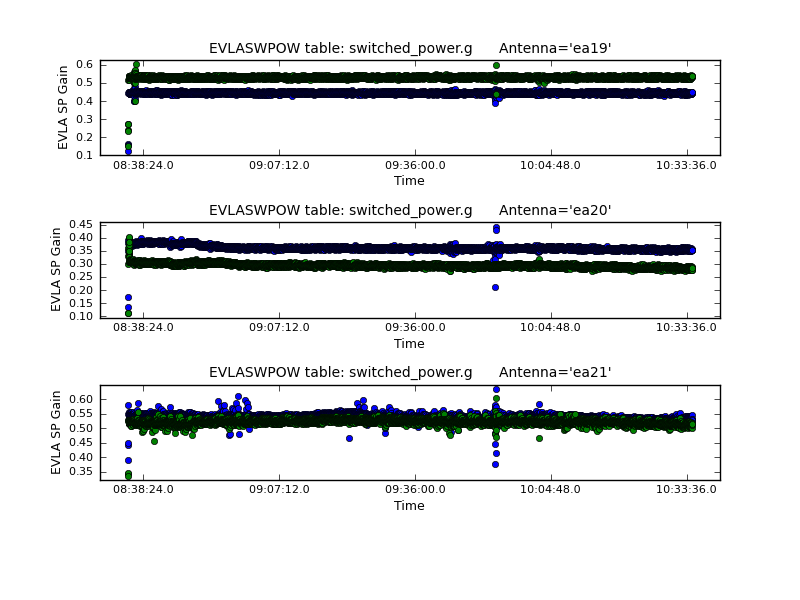 EVLASWPOW table: switched_power.g Antenna='ea19'
EVLA SP Gain
0.6
0.5
0.4
0.3
0.2
0.1
08:38:24.0 09:07:12.0 09:36:00.0 10:04:48.0 10:33:36.0
Time
EVLASWPOW table: switched_power.g Antenna='ea20'
EVLA SP Gain
0.45
0.40
0.35
0.30
0.25
0.20
0.15
0.10
08:38:24.0 09:07:12.0 09:36:00.0 10:04:48.0 10:33:36.0
Time
EVLASWPOW table: switched_power.g Antenna='ea21'
EVLA SP Gain
0.60
0.55
0.50
0.45
0.40
0.35
08:38:24.0 09:07:12.0 09:36:00.0 10:04:48.0 10:33:36.0
Time